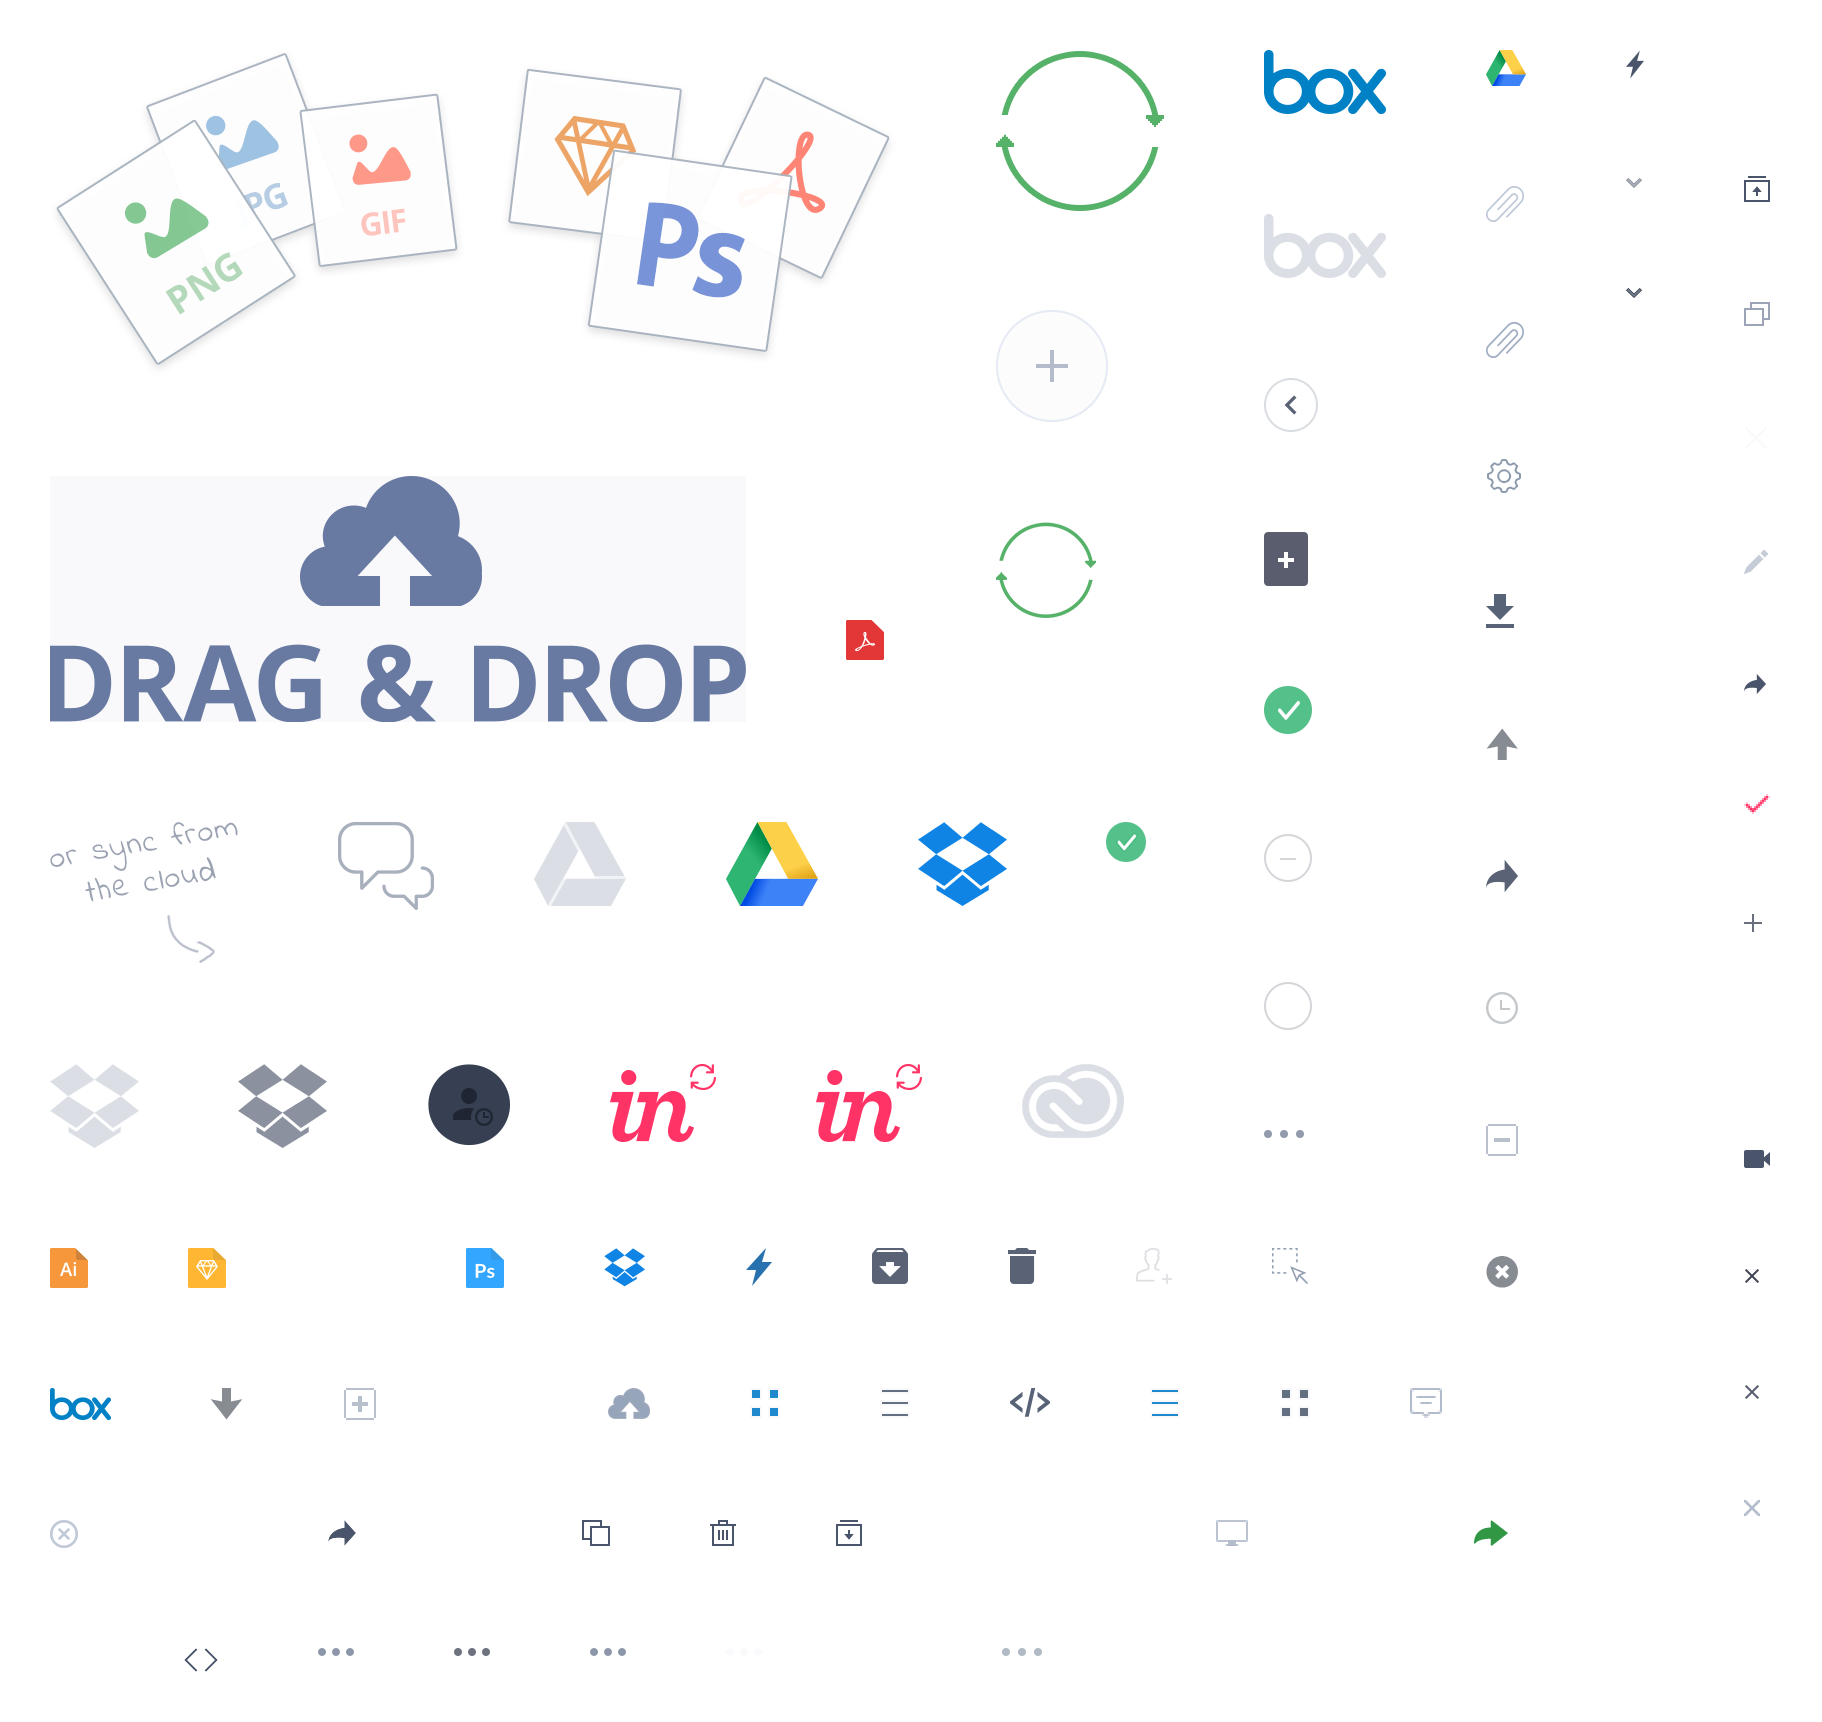 PG
GIF
PNG
Ps
box
box
DRAG & DROP
or sync from
the cloud
in
in
Ai
Ps
box